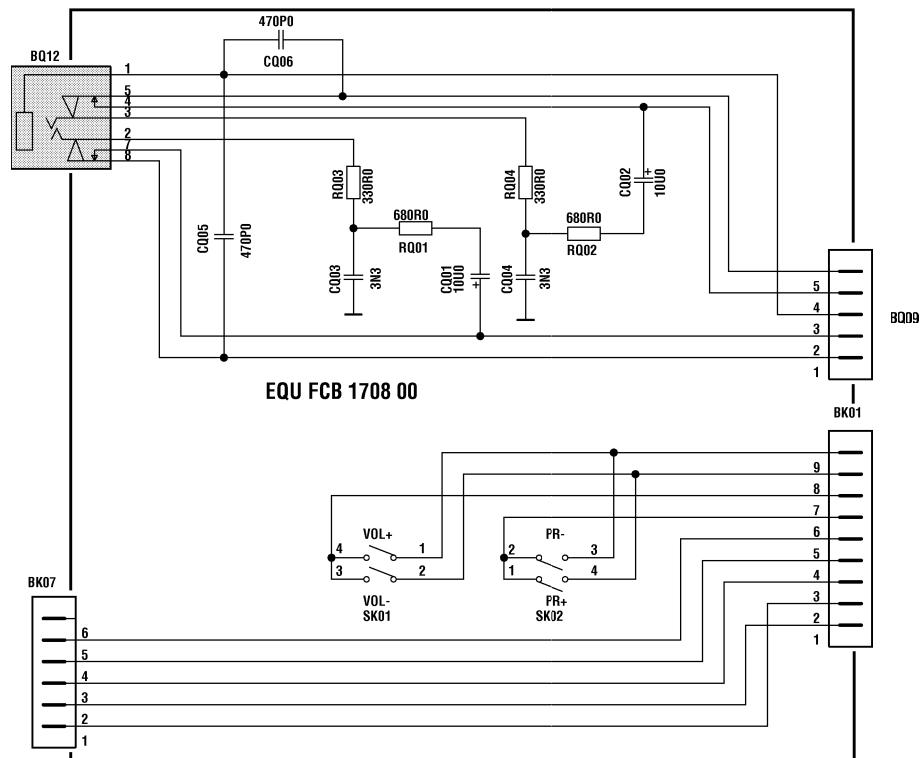 470P0
CQ06
BQ12
1
5
4
3
2
7
8
RQ03
330R0
RQ04
330R0
CQ02
10U0
+
680R0
RQ01
680R0
RQ02
CQ05
470P0
CQ03
3N3
CQ01
10U0
+
CQ04
3N3
5
4
3
2
1
BQ09
EQU FCB 1708 00
BK01
9
8
7
6
5
4
3
2
1
VOL+
4
1
3
2
VOL-
SK01
PR-
2
3
1
4
PR+
SK02
BK07
6
5
4
3
2
1